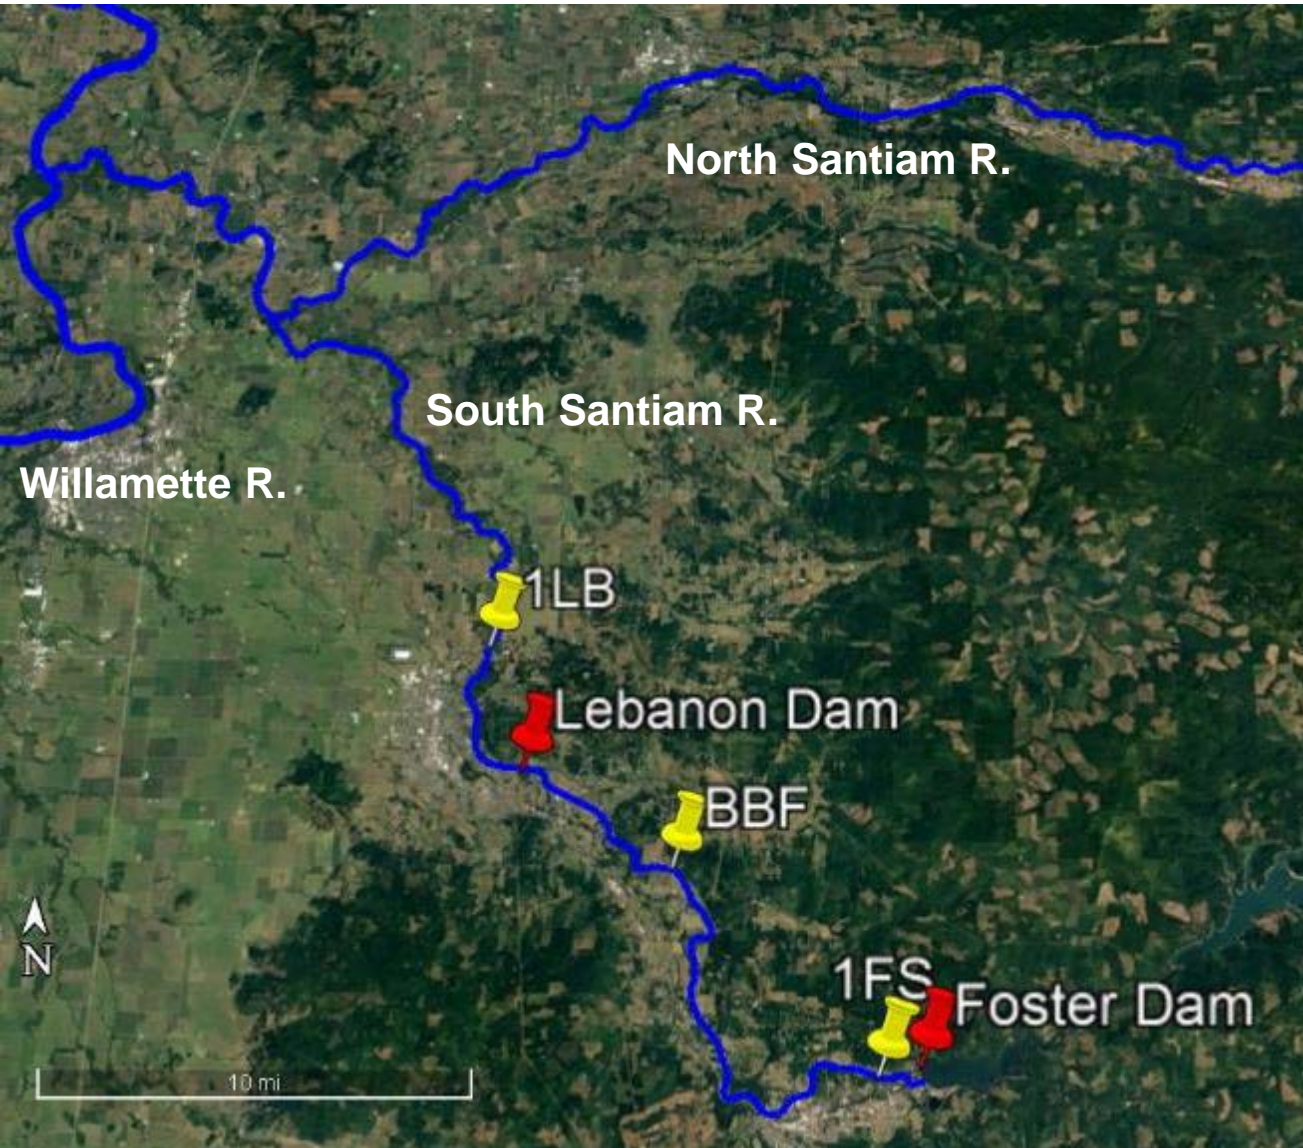 North Santiam R.
South Santiam R.
Willamette R.
1LB
Lebanon Dam
BBF
1FS
Foster Dam
N
10 mi